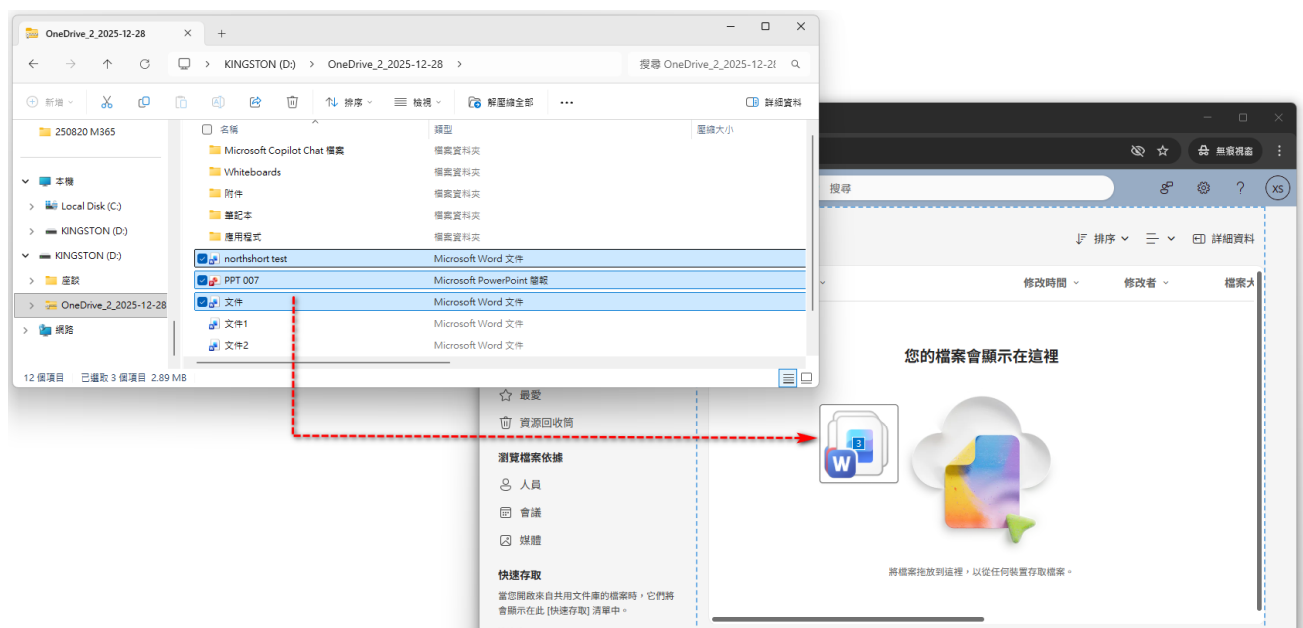 OneDrive_2_2025-12-28
KINGSTON (D:) > OneDrive_2_2025-12-28 >
搜尋 OneDrive_2_2025-12-2
新增
排序
檢視
解壓縮全部
詳細資料
250820 M365
本機
Local Disk (C:)
KINGSTON (D:)
KINGSTON (D:)
座談
OneDrive_2_2025-12-28
網路
名稱 類型 壓縮大小
Microsoft Copilot Chat 檔案 檔案資料夾
Whiteboards 檔案資料夾
附件 檔案資料夾
筆記本 檔案資料夾
應用程式 檔案資料夾
northshort test Microsoft Word 文件
PPT 007 Microsoft PowerPoint 簡報
文件 Microsoft Word 文件
文件1 Microsoft Word 文件
文件2 Microsoft Word 文件
12 個項目 已選取 3 個項目 2.89 MB
無痕視窗
搜尋
XS
排序
詳細資料
修改時間 修改者 檔案大
您的檔案會顯示在這裡
3
W
將檔案拖放到這裡，以從任何裝置存取檔案。
最愛
資源回收筒
瀏覽檔案依據
人員
會議
媒體
快速存取
當您開啟來自共用文件庫的檔案時，它們將
會顯示在此 [快速存取] 清單中。